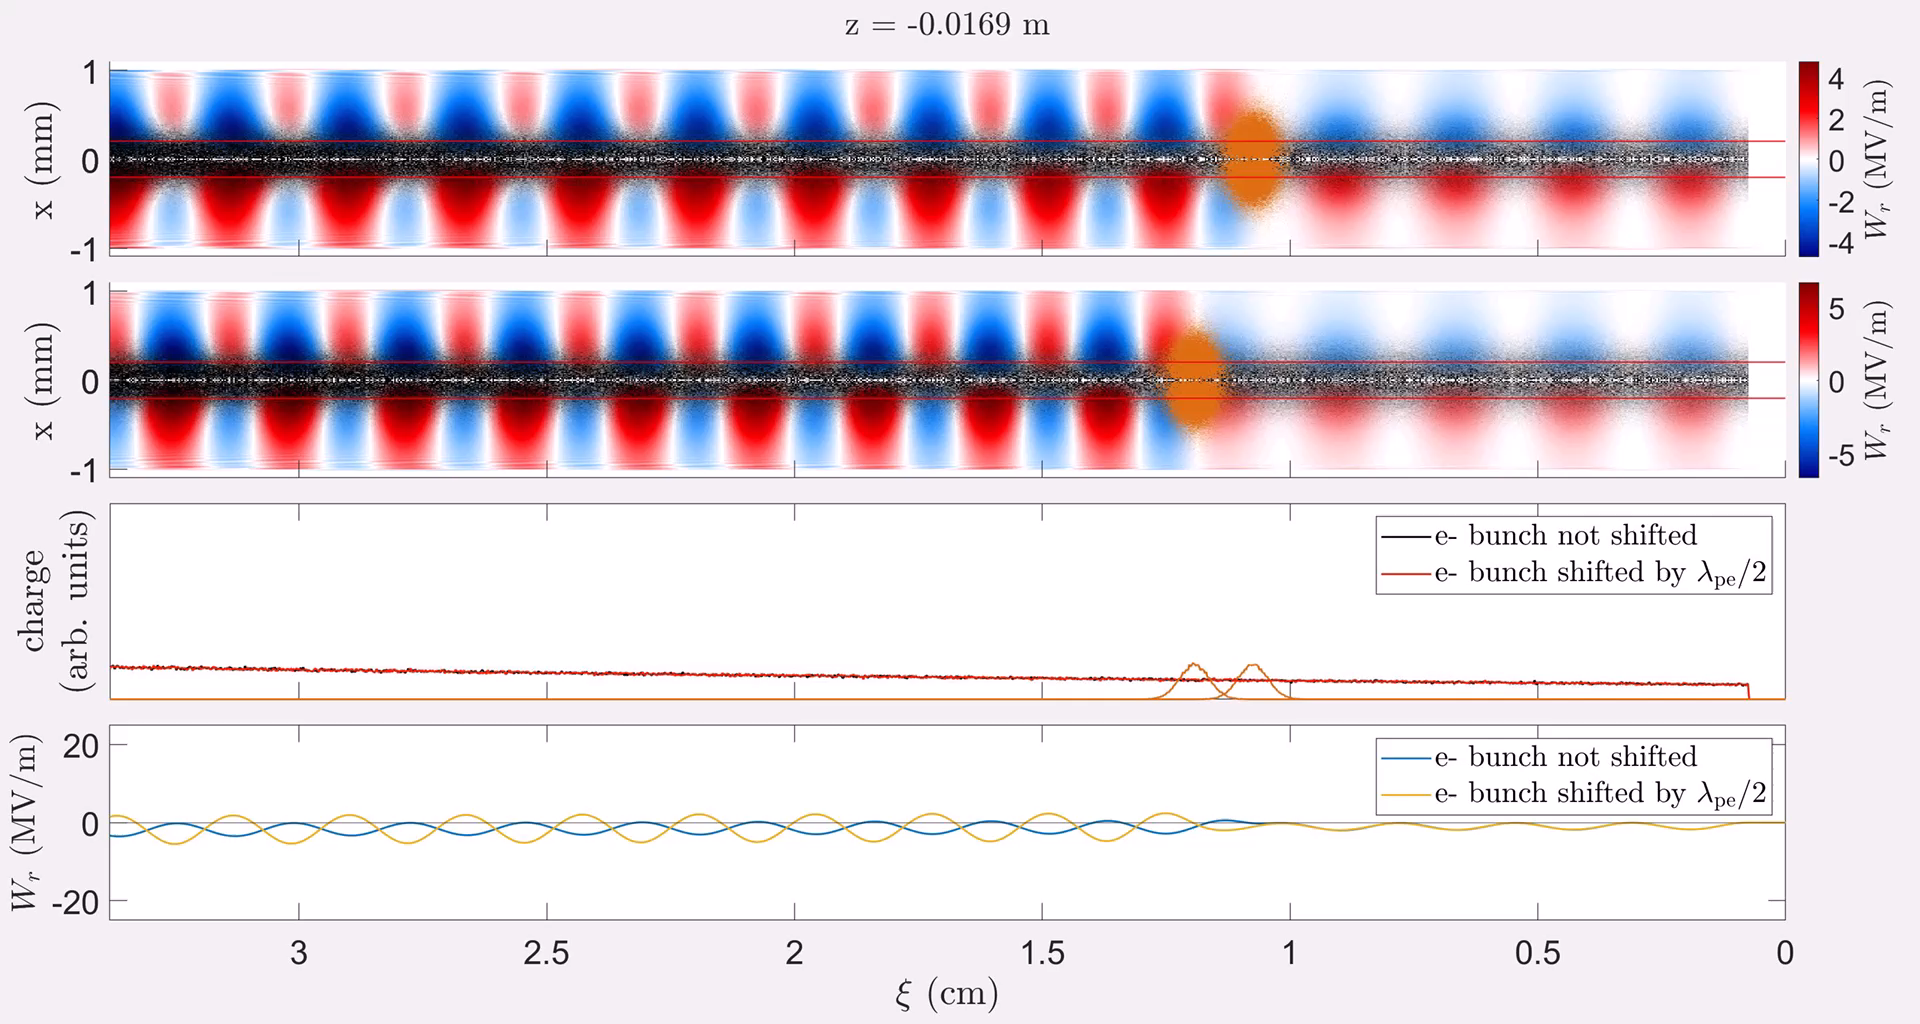 z = -0.0169 m
1
0
-1
x (mm)
4
2
0
-2
-4
W_r (MV/m)
1
0
-1
x (mm)
5
0
-5
W_r (MV/m)
charge
(arb. units)
e- bunch not shifted
e- bunch shifted by λ_pe/2
20
0
-20
W_r (MV/m)
e- bunch not shifted
e- bunch shifted by λ_pe/2
3 2.5 2 1.5 1 0.5 0
ξ (cm)